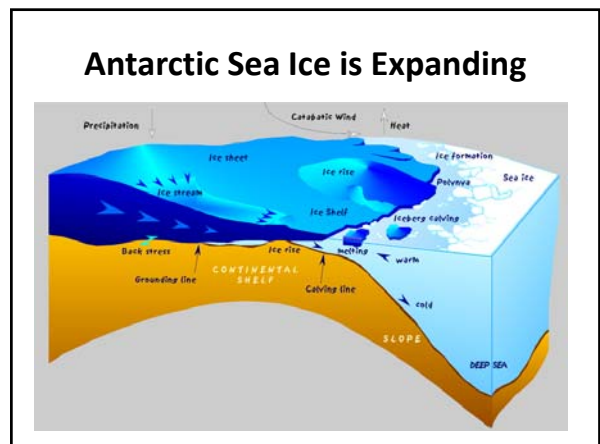 Antarctic Sea Ice is Expanding
Precipitation
Catabatic Wind
Heat
Ice sheet
Ice formation
Ice rise
Polynya
Sea ice
Ice stream
Ice Shelf
Iceberg calving
Back stress
Ice rise
melting
warm
Grounding line
CONTINENTAL
SHELF
Calving line
cold
SLOPE
DEEP SEA